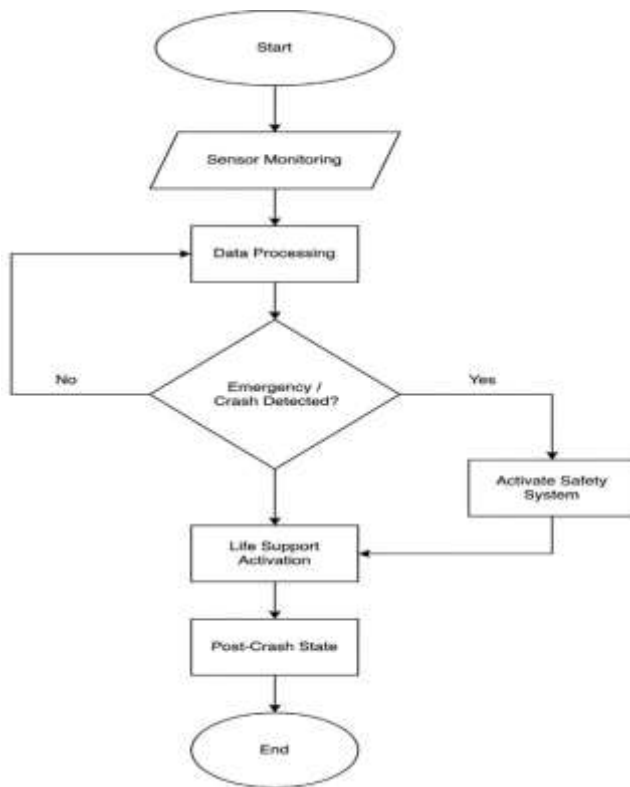 Start
Sensor Monitoring
Data Processing
No
Emergency /
Crash Detected?
Yes
Activate Safety
System
Life Support
Activation
Post-Crash State
End